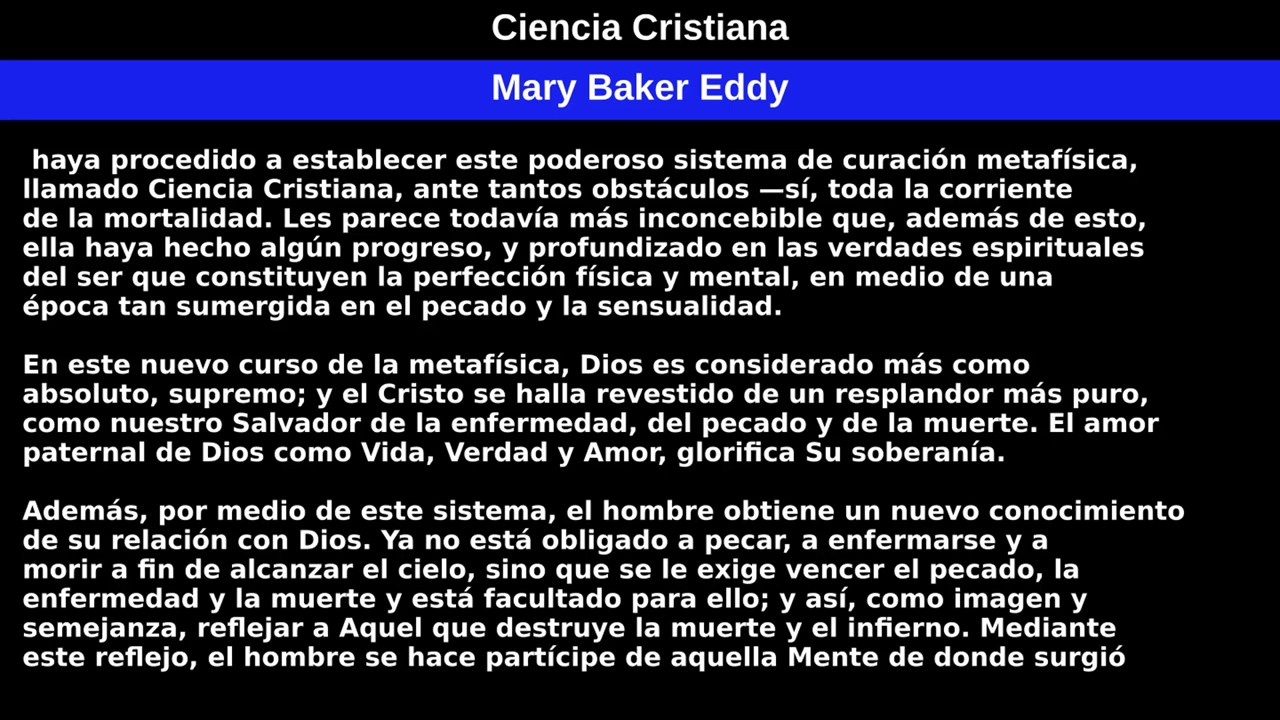 Ciencia Cristiana
Mary Baker Eddy
haya procedido a establecer este poderoso sistema de curación metafísica,
llamado Ciencia Cristiana, ante tantos obstáculos —sí, toda la corriente
de la mortalidad. Les parece todavía más inconcebible que, además de esto,
ella haya hecho algún progreso, y profundizado en las verdades espirituales
del ser que constituyen la perfección física y mental, en medio de una
época tan sumergida en el pecado y la sensualidad.
En este nuevo curso de la metafísica, Dios es considerado más como
absoluto, supremo; y el Cristo se halla revestido de un resplandor más puro,
como nuestro Salvador de la enfermedad, del pecado y de la muerte. El amor
paternal de Dios como Vida, Verdad y Amor, glorifica Su soberanía.
Además, por medio de este sistema, el hombre obtiene un nuevo conocimiento
de su relación con Dios. Ya no está obligado a pecar, a enfermarse y a
morir a fin de alcanzar el cielo, sino que se le exige vencer el pecado, la
enfermedad y la muerte y está facultado para ello; y así, como imagen y
semejanza, reflejar a Aquel que destruye la muerte y el infierno. Mediante
este reflejo, el hombre se hace partícipe de aquella Mente de donde surgió